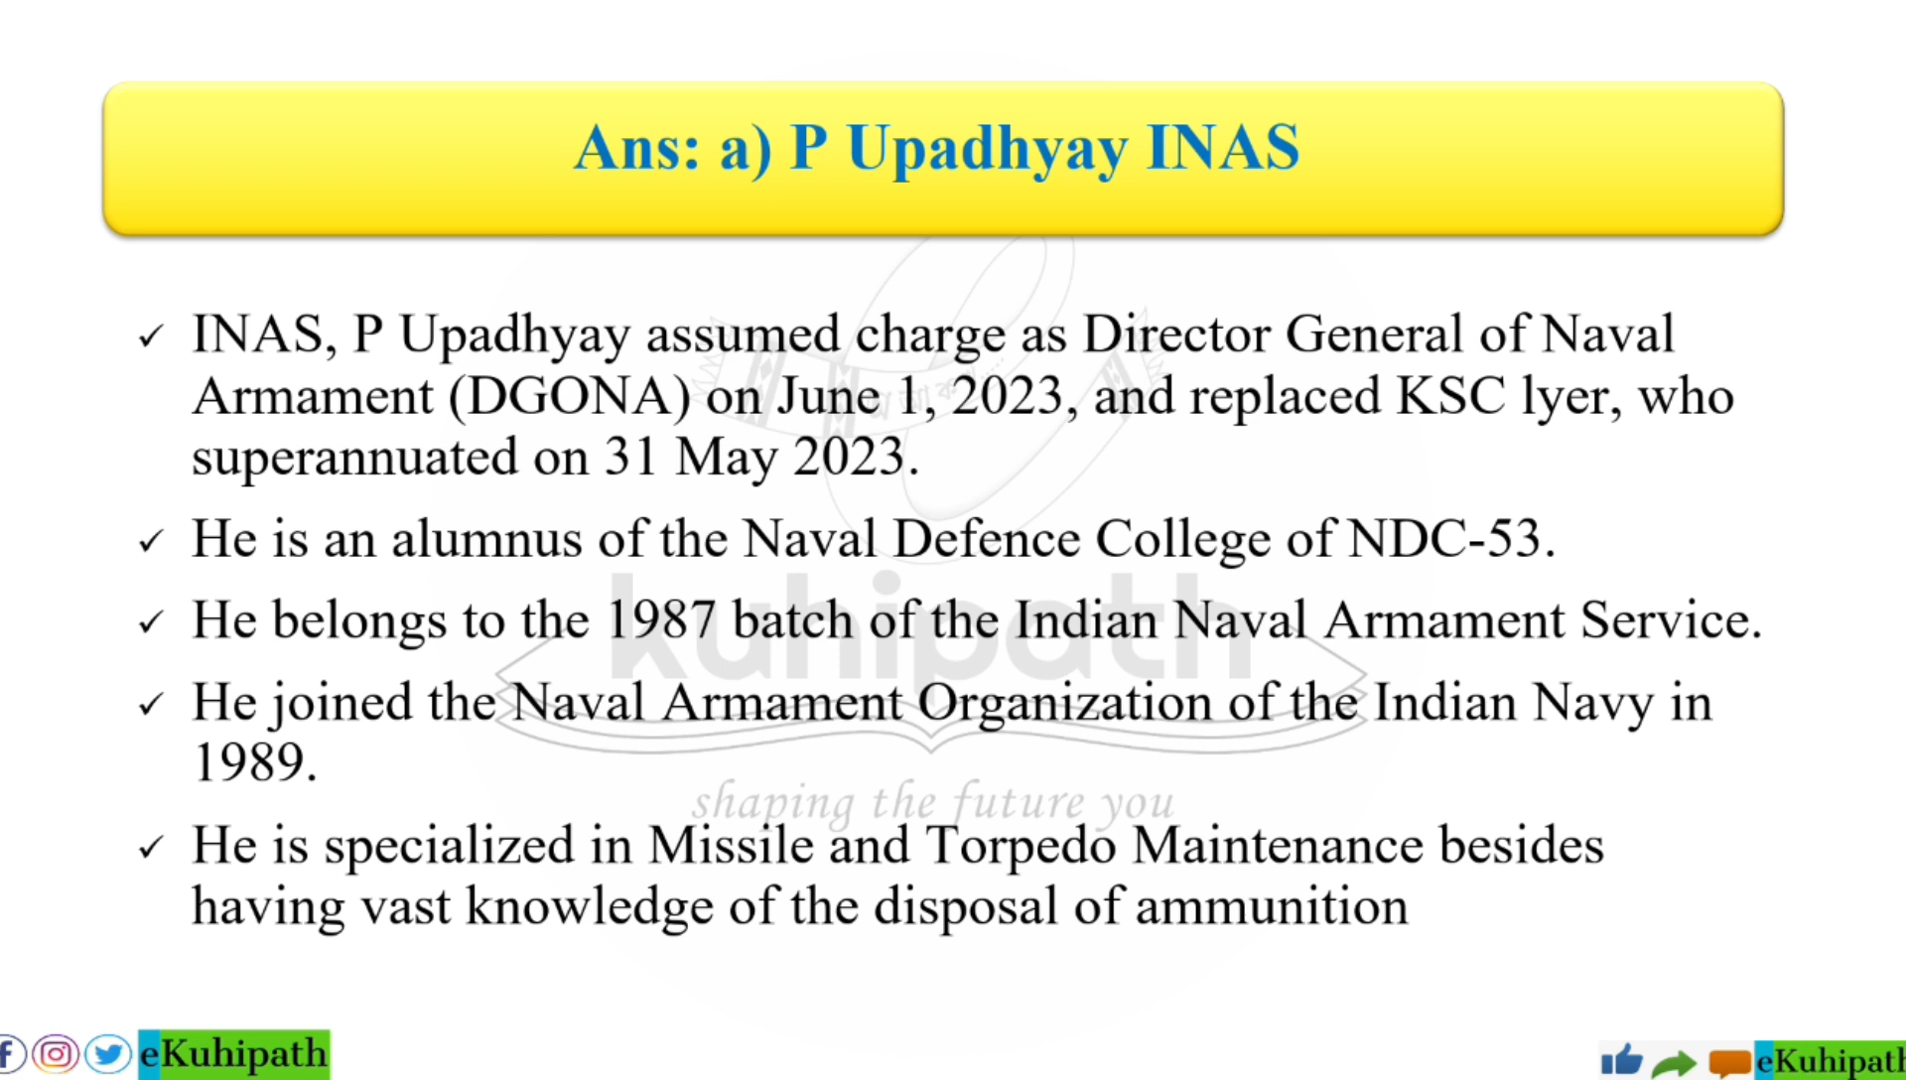 Ans: a) P Upadhyay INAS
✓ INAS, P Upadhyay assumed charge as Director General of Naval
Armament (DGONA) on June 1, 2023, and replaced KSC lyer, who
superannuated on 31 May 2023.
✓ He is an alumnus of the Naval Defence College of NDC-53.
✓ He belongs to the 1987 batch of the Indian Naval Armament Service.
✓ He joined the Naval Armament Organization of the Indian Navy in
1989.
✓ He is specialized in Missile and Torpedo Maintenance besides
having vast knowledge of the disposal of ammunition
kuhipath
shaping the future you
eKuhipath
eKuhipath